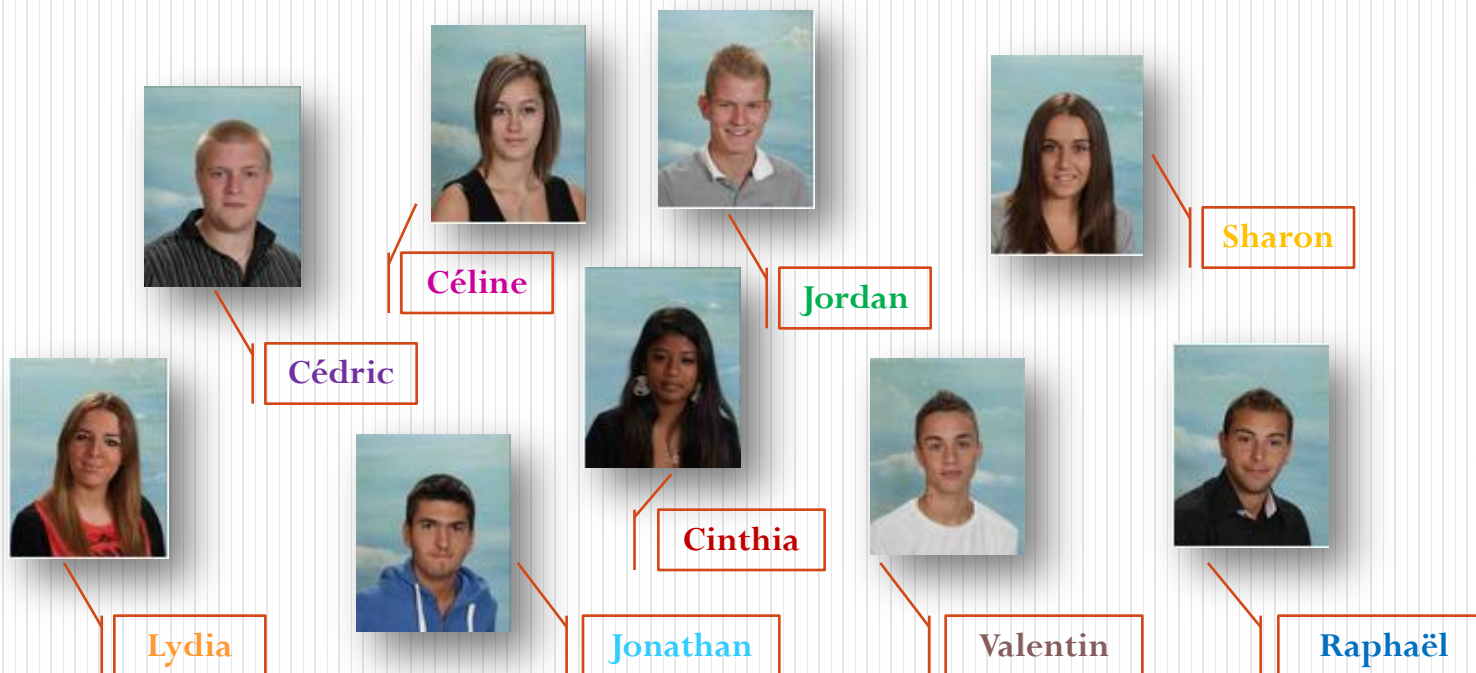 Sharon
Céline
Jordan
Cédric
Cinthia
Lydia
Jonathan
Valentin
Raphaël